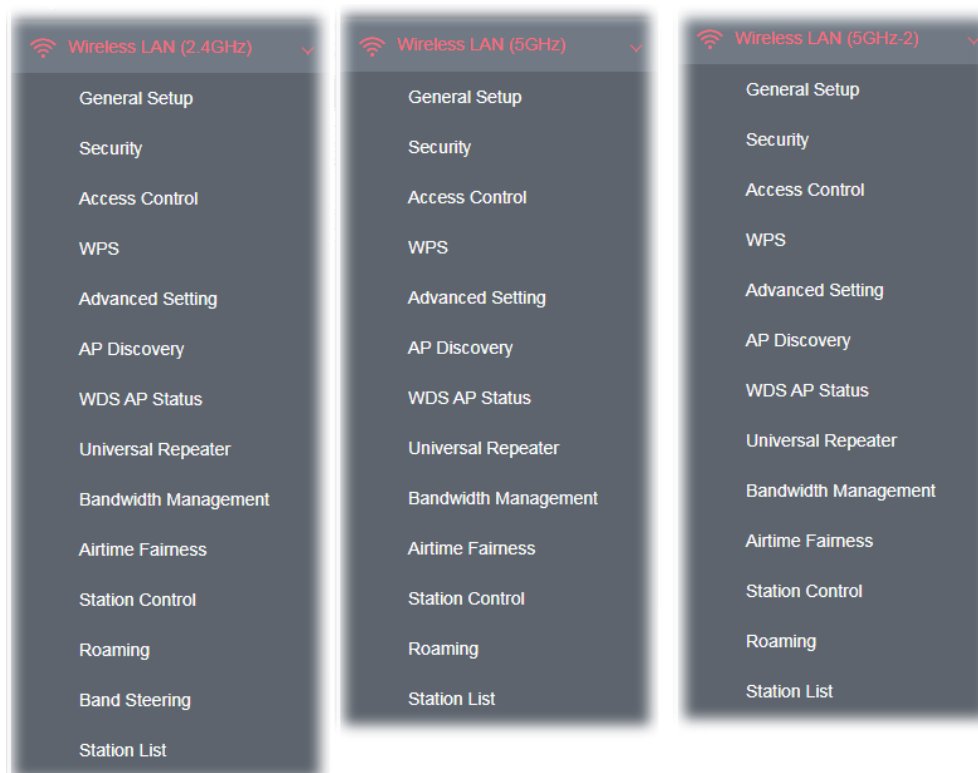 Wireless LAN (2.4GHz)
General Setup
Security
Access Control
WPS
Advanced Setting
AP Discovery
WDS AP Status
Universal Repeater
Bandwidth Management
Airtime Fairness
Station Control
Roaming
Band Steering
Station List
Wireless LAN (5GHz)
General Setup
Security
Access Control
WPS
Advanced Setting
AP Discovery
WDS AP Status
Universal Repeater
Bandwidth Management
Airtime Fairness
Station Control
Roaming
Station List
Wireless LAN (5GHz-2)
General Setup
Security
Access Control
WPS
Advanced Setting
AP Discovery
WDS AP Status
Universal Repeater
Bandwidth Management
Airtime Fairness
Station Control
Roaming
Station List